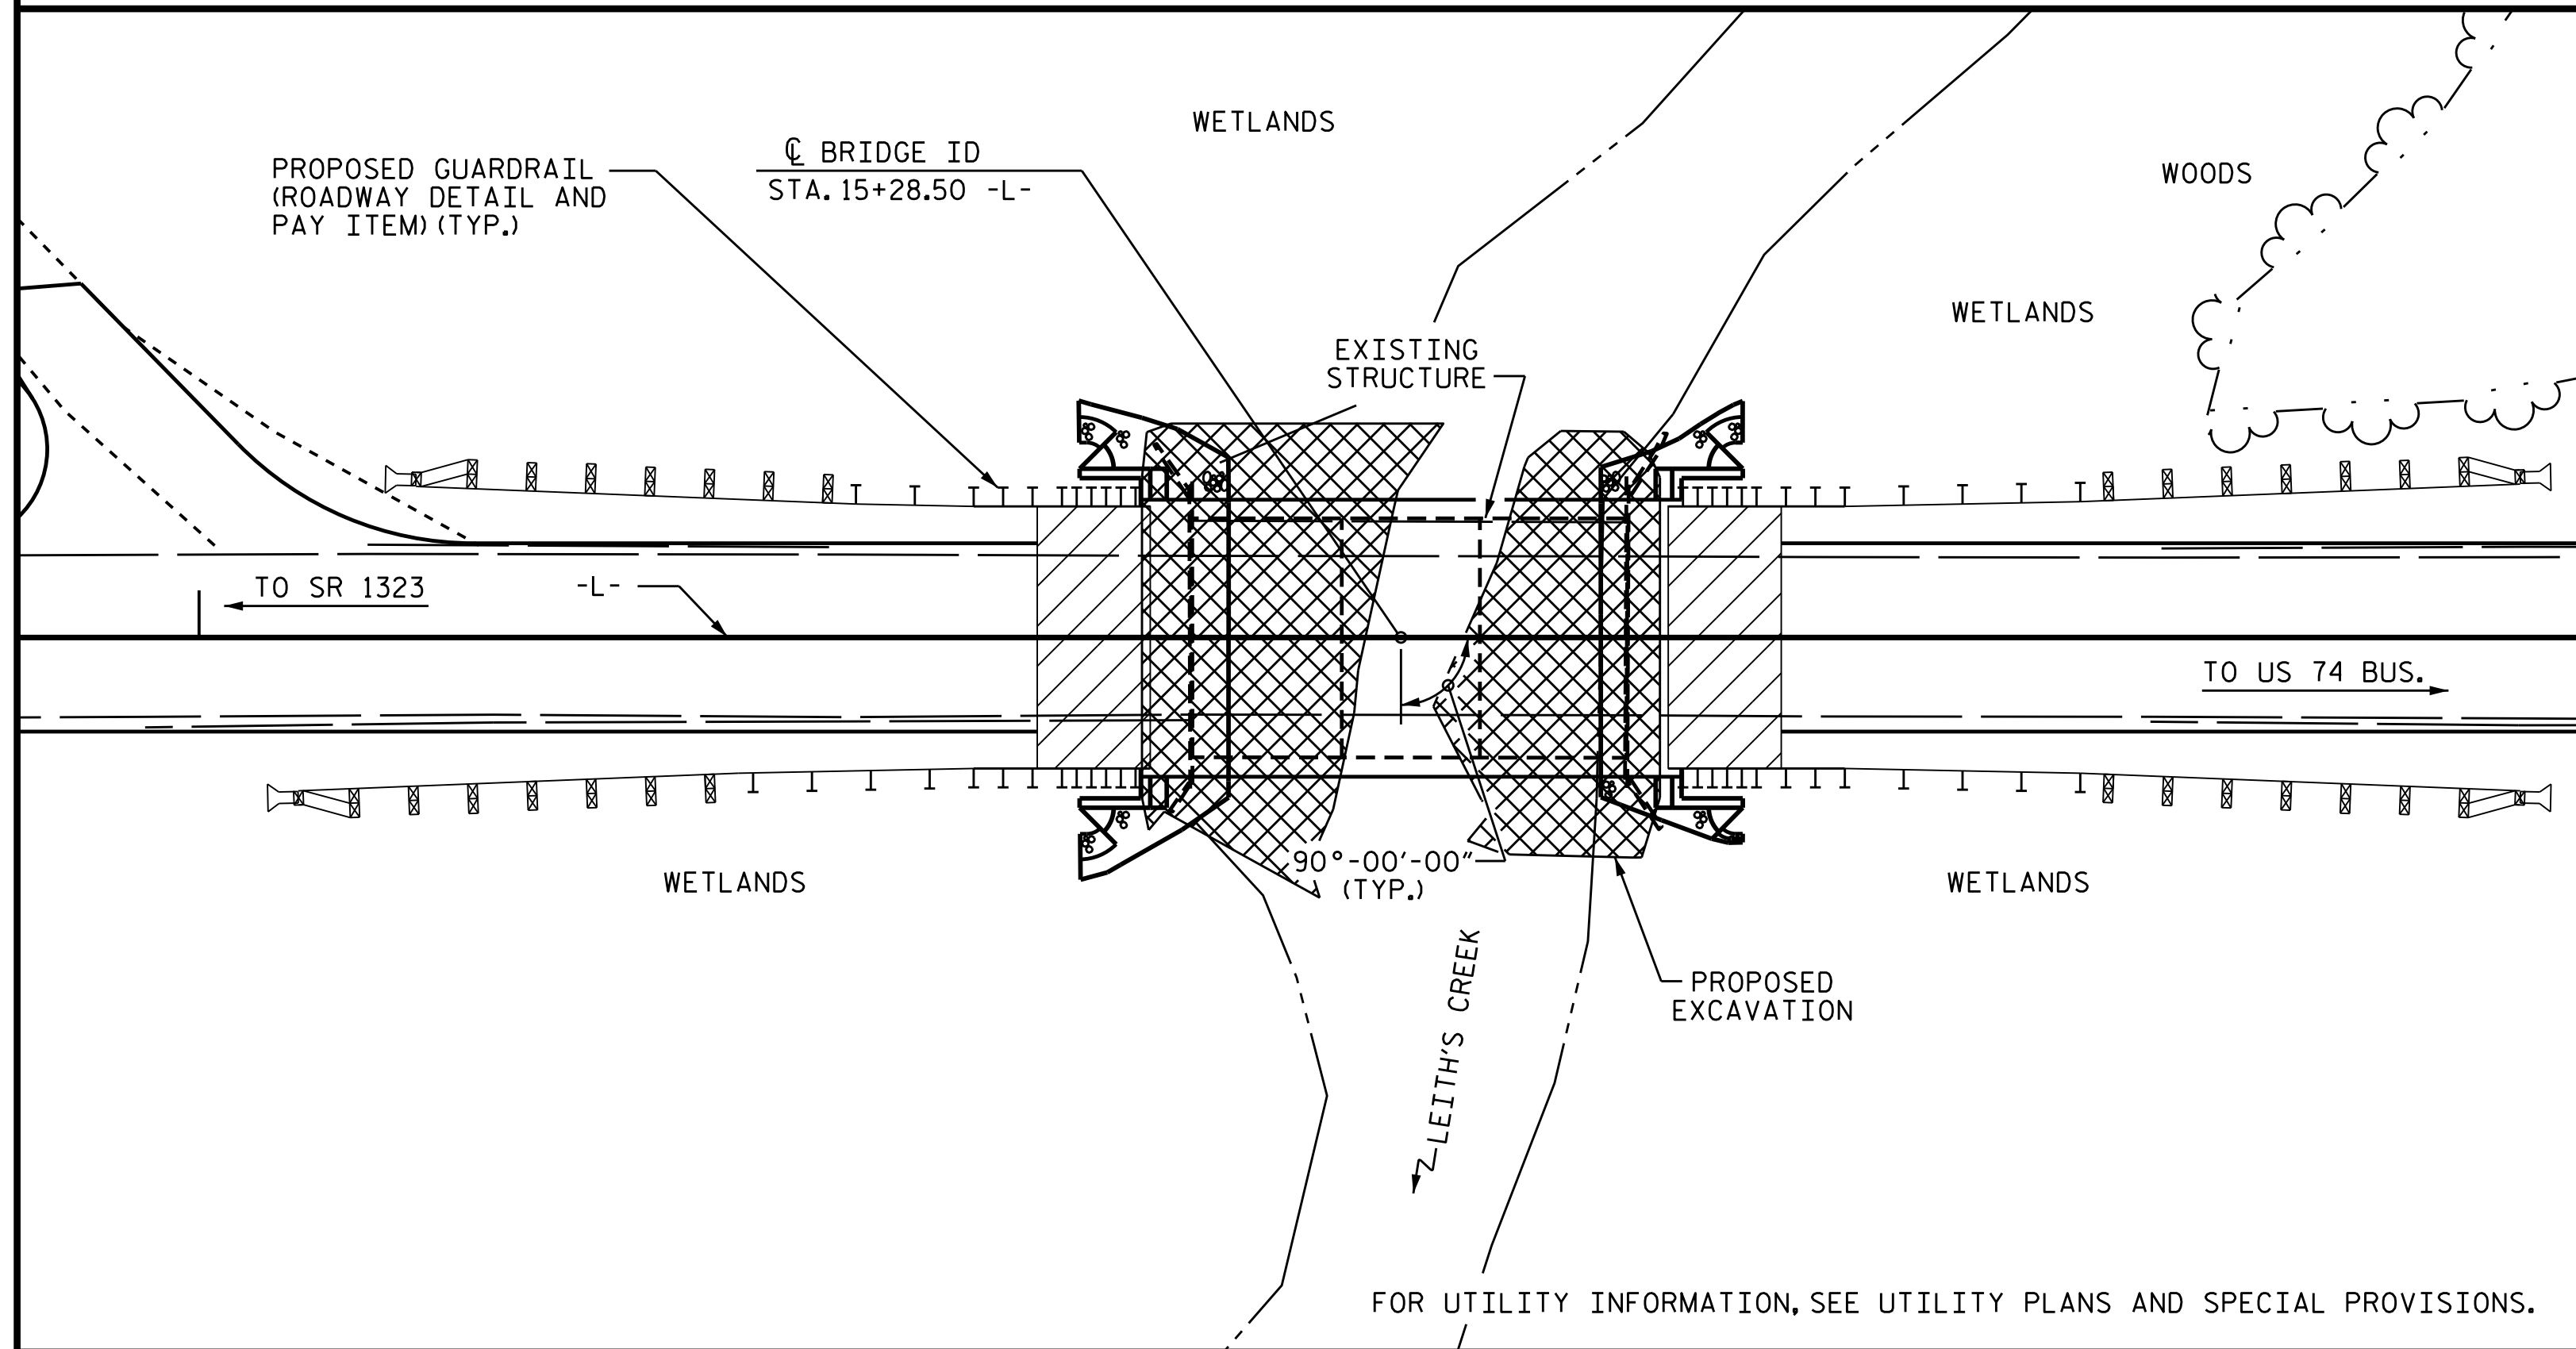 WETLANDS
℄ BRIDGE ID
STA. 15+28.50 -L-
PROPOSED GUARDRAIL
(ROADWAY DETAIL AND
PAY ITEM) (TYP.)
WOODS
WETLANDS
EXISTING
STRUCTURE
TO SR 1323
-L-
TO US 74 BUS.
90°-00'-00"
(TYP.)
WETLANDS
WETLANDS
LEITH'S CREEK
PROPOSED
EXCAVATION
FOR UTILITY INFORMATION, SEE UTILITY PLANS AND SPECIAL PROVISIONS.